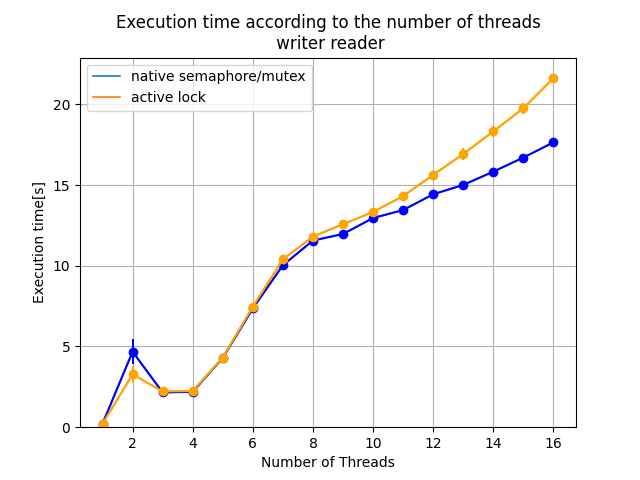 Execution time according to the number of threads
writer reader
native semaphore/mutex
active lock
20
15
10
5
0
Execution time[s]
2 4 6 8 10 12 14 16
Number of Threads